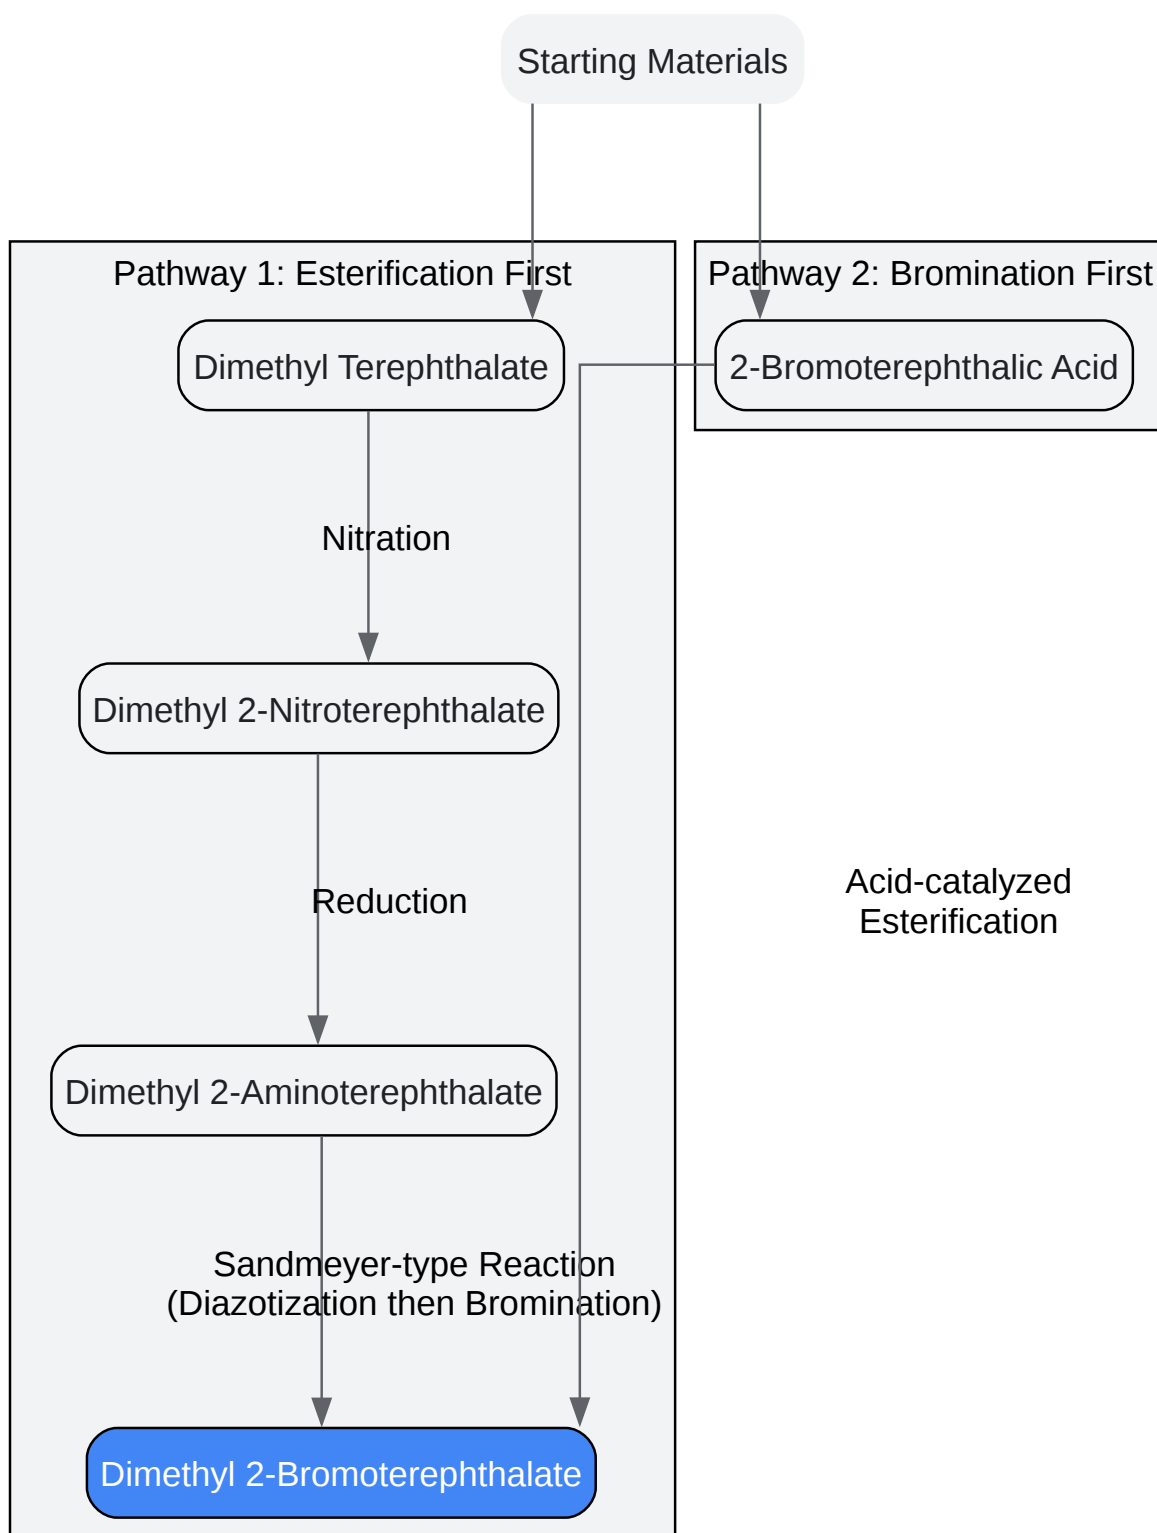 Starting Materials
Pathway 1: Esterification First
Pathway 2: Bromination First
Dimethyl Terephthalate
2-Bromoterephthalic Acid
Nitration
Dimethyl 2-Nitroterephthalate
Reduction
Acid-catalyzed
Esterification
Dimethyl 2-Aminoterephthalate
Sandmeyer-type Reaction
(Diazotization then Bromination)
Dimethyl 2-Bromoterephthalate